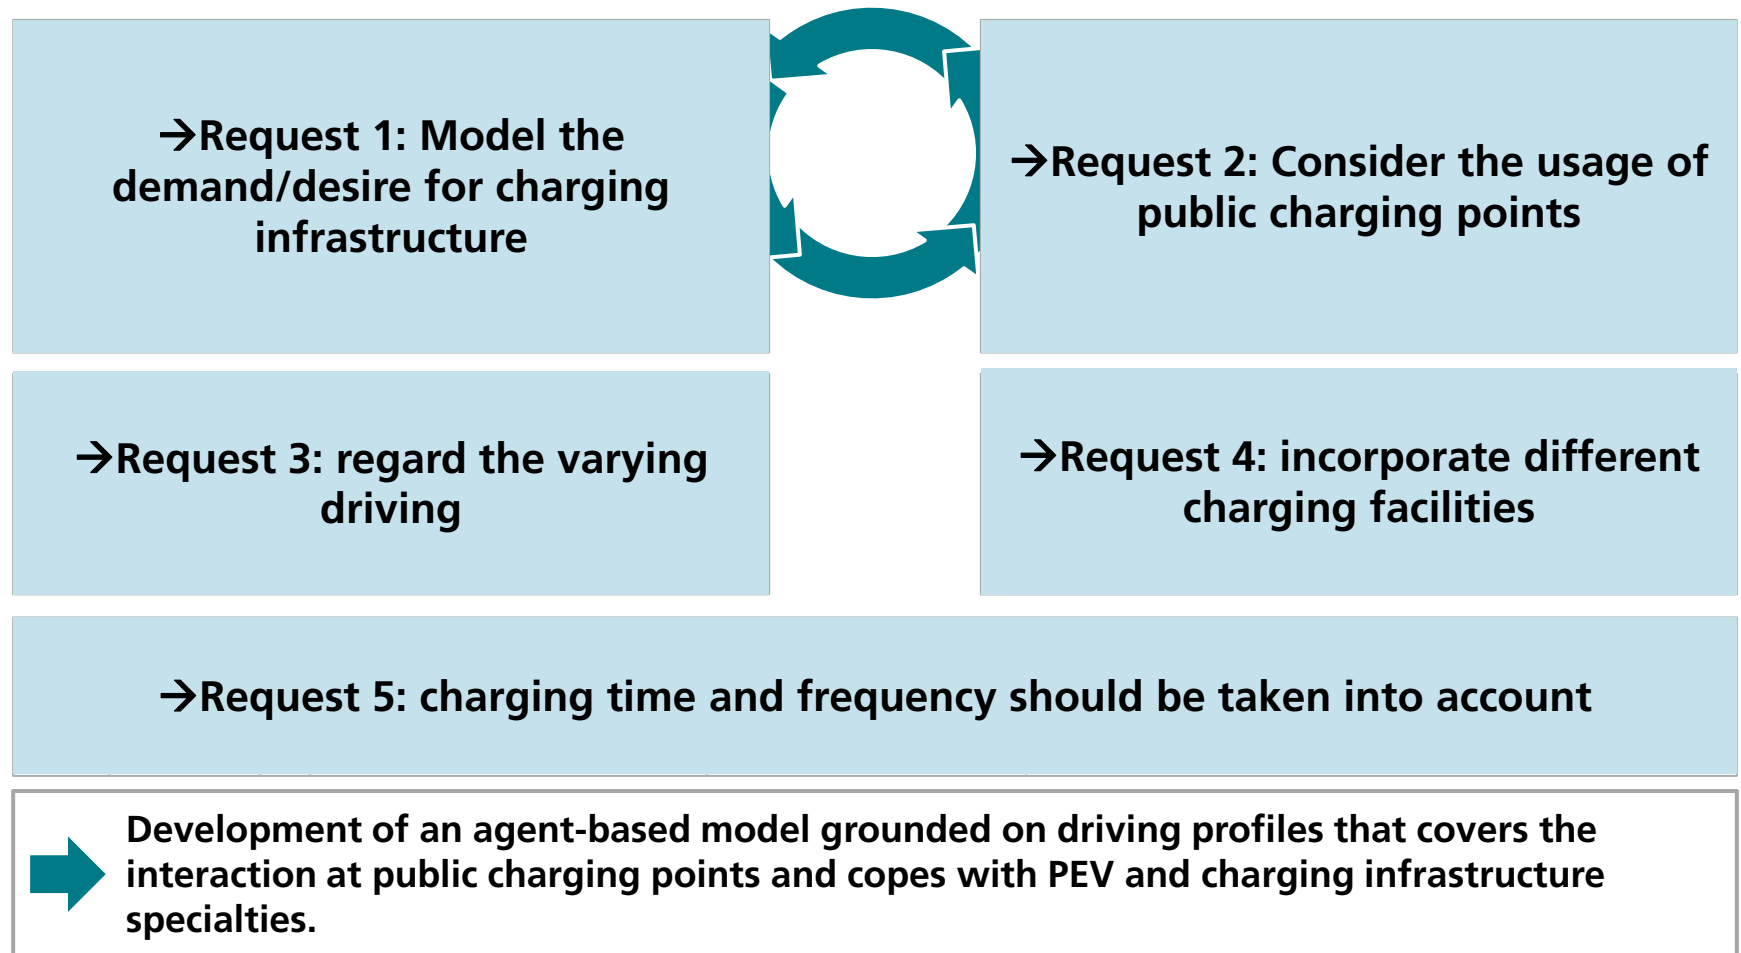 →Request 1: Model the
demand/desire for charging
infrastructure
→Request 2: Consider the usage of
public charging points
→Request 3: regard the varying
driving
→Request 4: incorporate different
charging facilities
→Request 5: charging time and frequency should be taken into account
Development of an agent-based model grounded on driving profiles that covers the
interaction at public charging points and copes with PEV and charging infrastructure
specialties.